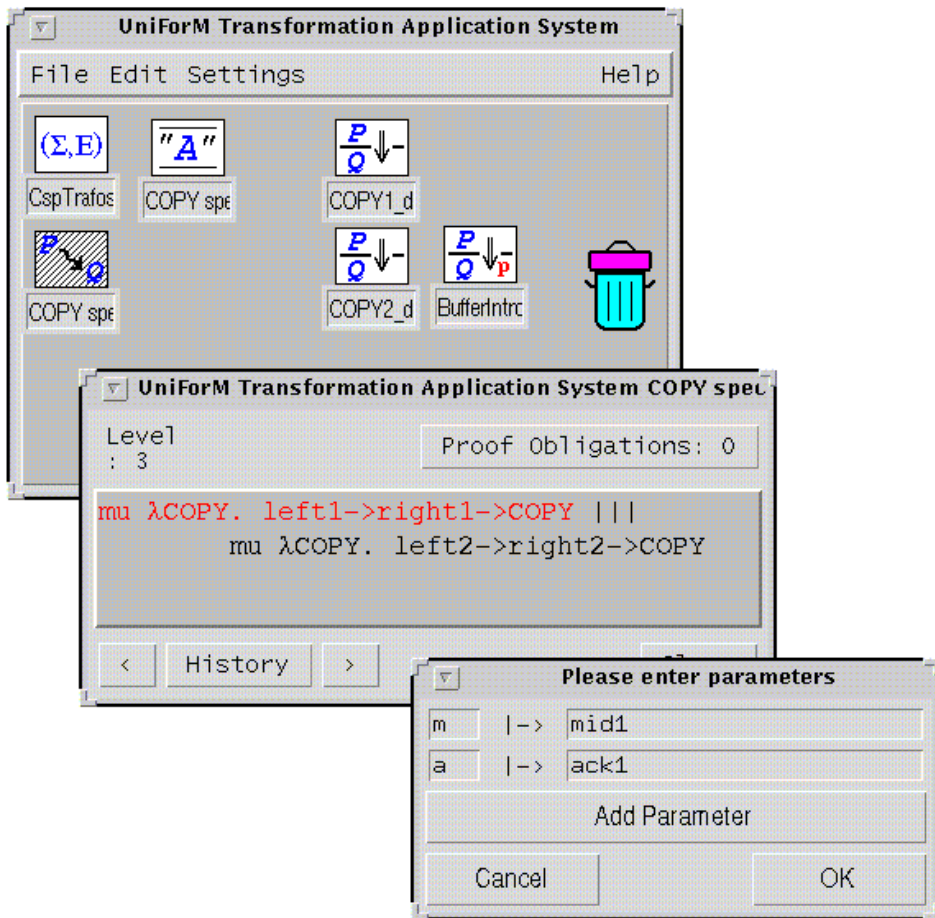 UniForM Transformation Application System
File Edit Settings Help
(Σ,E)
"A"
P
Q
⇓-
CspTrafos
COPY spe
COPY1_d
P
Q
P
Q
⇓-
P
Q
⇓-
p
COPY spe
COPY2_d
BufferIntro
UniForM Transformation Application System COPY spec
Level
: 3
Proof Obligations: 0
mu λCOPY. left1->right1->COPY |||
mu λCOPY. left2->right2->COPY
< History >
Please enter parameters
m |-> mid1
a |-> ack1
Add Parameter
Cancel OK